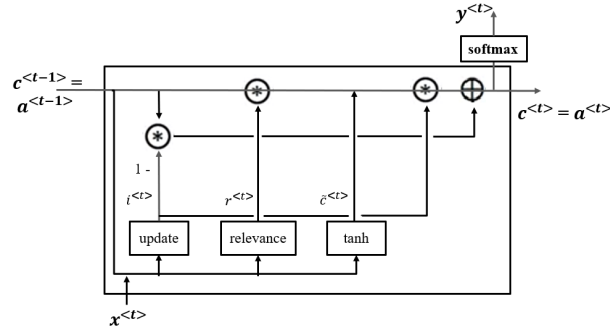 y<t>
softmax
c<t-1> =
a<t-1>
c<t> = a<t>
1 -
i<t>
r<t>
c̃<t>
update
relevance
tanh
x<t>